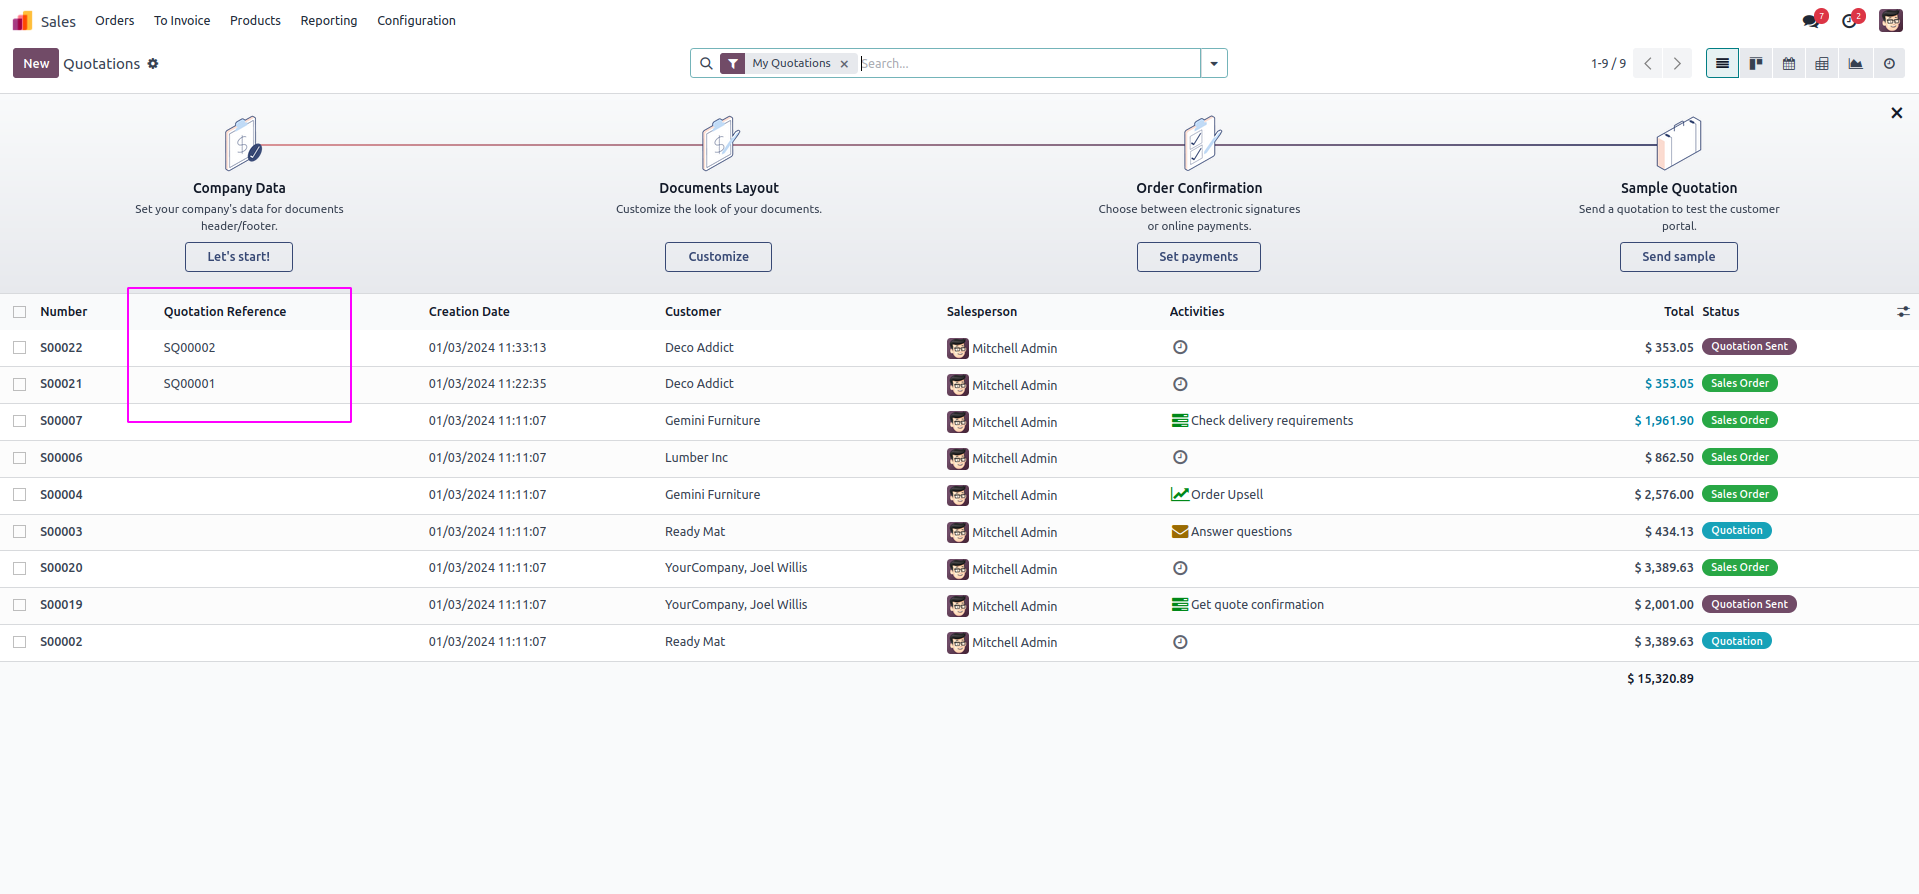 Sales Orders To Invoice Products Reporting Configuration 7 2
New Quotations My Quotations × Search... 1-9 / 9
Company Data Documents Layout Order Confirmation Sample Quotation
Set your company's data for documents Customize the look of your documents. Choose between electronic signatures Send a quotation to test the customer
header/footer. or online payments. portal.
Let's start! Customize Set payments Send sample
Number Quotation Reference Creation Date Customer Salesperson Activities Total Status
S00022 SQ00002 01/03/2024 11:33:13 Deco Addict Mitchell Admin $ 353.05 Quotation Sent
S00021 SQ00001 01/03/2024 11:22:35 Deco Addict Mitchell Admin $ 353.05 Sales Order
S00007 01/03/2024 11:11:07 Gemini Furniture Mitchell Admin Check delivery requirements $ 1,961.90 Sales Order
S00006 01/03/2024 11:11:07 Lumber Inc Mitchell Admin $ 862.50 Sales Order
S00004 01/03/2024 11:11:07 Gemini Furniture Mitchell Admin Order Upsell $ 2,576.00 Sales Order
S00003 01/03/2024 11:11:07 Ready Mat Mitchell Admin Answer questions $ 434.13 Quotation
S00020 01/03/2024 11:11:07 YourCompany, Joel Willis Mitchell Admin $ 3,389.63 Sales Order
S00019 01/03/2024 11:11:07 YourCompany, Joel Willis Mitchell Admin Get quote confirmation $ 2,001.00 Quotation Sent
S00002 01/03/2024 11:11:07 Ready Mat Mitchell Admin $ 3,389.63 Quotation
$ 15,320.89